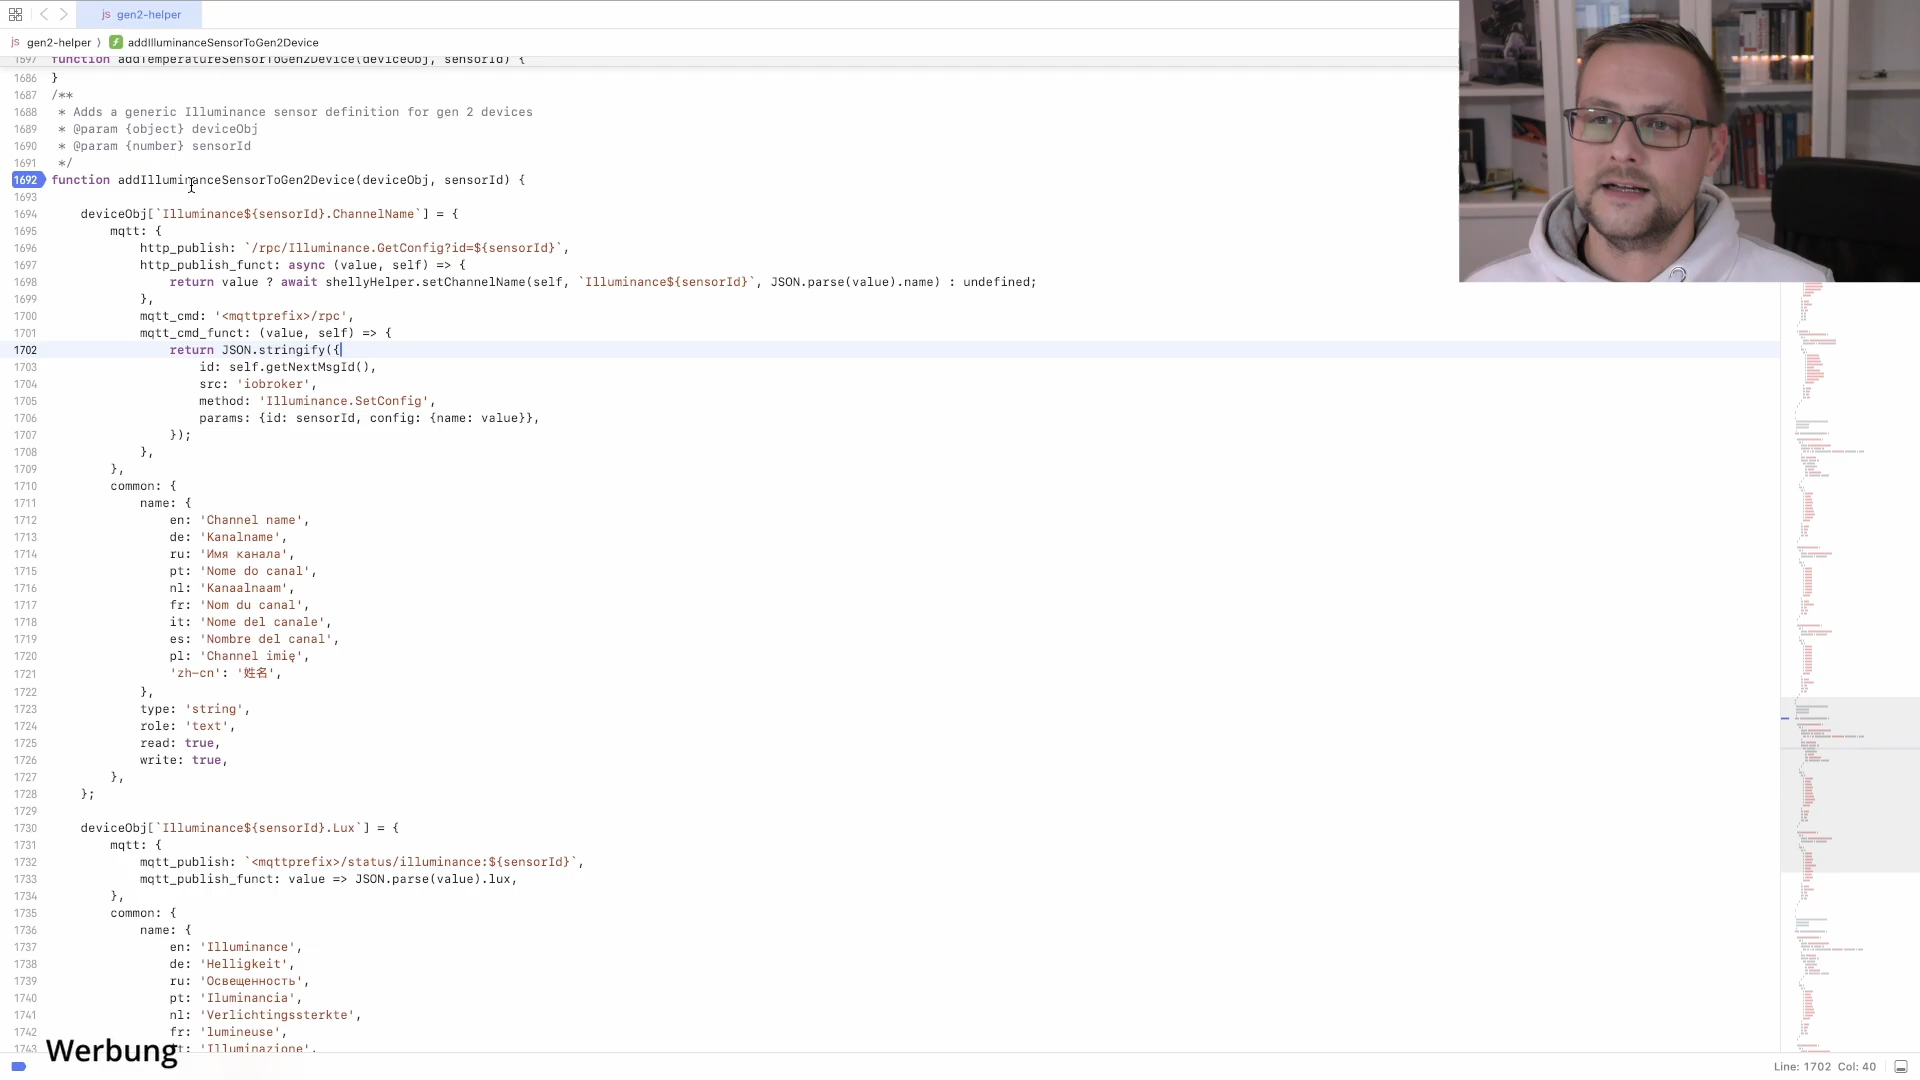 js gen2-helper
js gen2-helper ⟩ f addIlluminanceSensorToGen2Device
1597 function addTemperatureSensorToGen2Device(deviceObj, sensorId) {
1686 }
1687 /**
1688 * Adds a generic Illuminance sensor definition for gen 2 devices
1689 * @param {object} deviceObj
1690 * @param {number} sensorId
1691 */
1692 function addIlluminanceSensorToGen2Device(deviceObj, sensorId) {
1693
1694 deviceObj[`Illuminance${sensorId}.ChannelName`] = {
1695 mqtt: {
1696 http_publish: `/rpc/Illuminance.GetConfig?id=${sensorId}`,
1697 http_publish_funct: async (value, self) => {
1698 return value ? await shellyHelper.setChannelName(self, `Illuminance${sensorId}`, JSON.parse(value).name) : undefined;
1699 },
1700 mqtt_cmd: '<mqttprefix>/rpc',
1701 mqtt_cmd_funct: (value, self) => {
1702 return JSON.stringify({
1703 id: self.getNextMsgId(),
1704 src: 'iobroker',
1705 method: 'Illuminance.SetConfig',
1706 params: {id: sensorId, config: {name: value}},
1707 });
1708 },
1709 },
1710 common: {
1711 name: {
1712 en: 'Channel name',
1713 de: 'Kanalname',
1714 ru: 'Имя канала',
1715 pt: 'Nome do canal',
1716 nl: 'Kanaalnaam',
1717 fr: 'Nom du canal',
1718 it: 'Nome del canale',
1719 es: 'Nombre del canal',
1720 pl: 'Channel imię',
1721 'zh-cn': '姓名',
1722 },
1723 type: 'string',
1724 role: 'text',
1725 read: true,
1726 write: true,
1727 },
1728 };
1729
1730 deviceObj[`Illuminance${sensorId}.Lux`] = {
1731 mqtt: {
1732 mqtt_publish: `<mqttprefix>/status/illuminance:${sensorId}`,
1733 mqtt_publish_funct: value => JSON.parse(value).lux,
1734 },
1735 common: {
1736 name: {
1737 en: 'Illuminance',
1738 de: 'Helligkeit',
1739 ru: 'Освещенность',
1740 pt: 'Iluminancia',
1741 nl: 'Verlichtingssterkte',
1742 fr: 'lumineuse',
1743 it: 'Illuminazione',
Werbung
Line: 1702 Col: 40